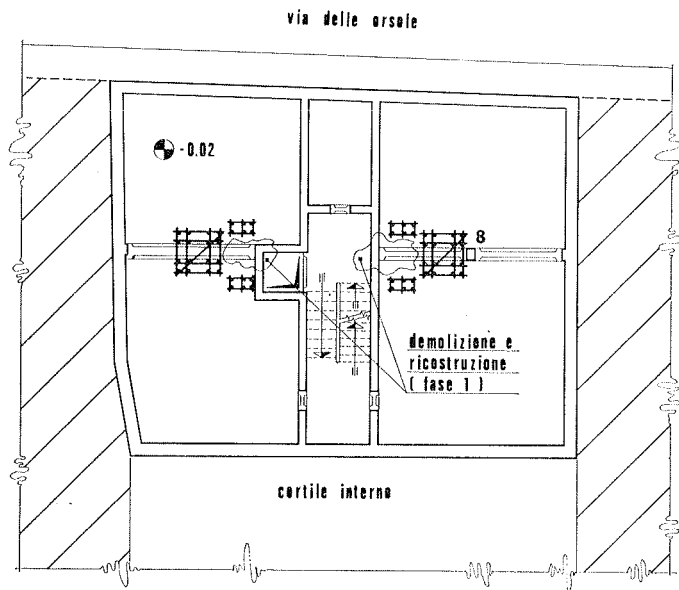 via delle orsole
-0.02
8
demolizione e
ricostruzione
( fase 1 )
cortile interno